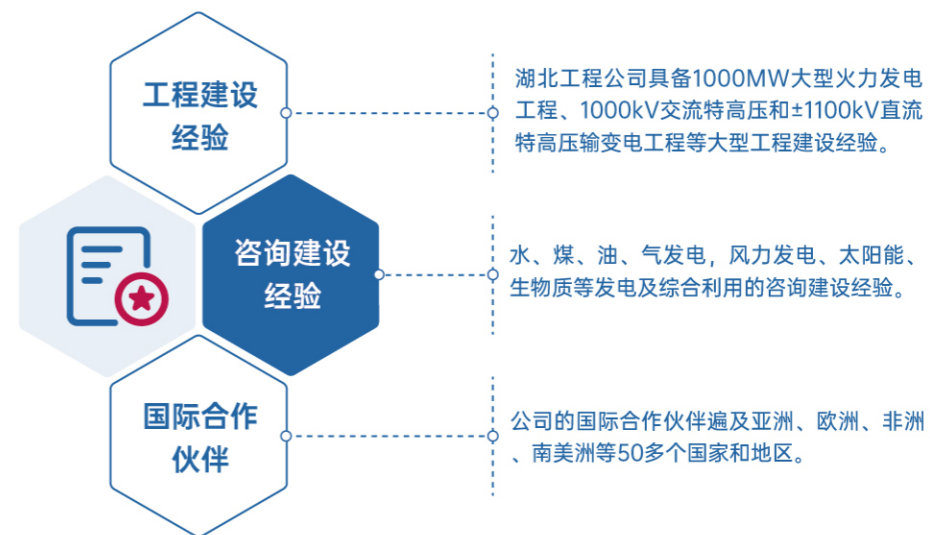 工程建设
经验
湖北工程公司具备1000MW大型火力发电
工程、1000kV交流特高压和±1100kV直流
特高压输变电工程等大型工程建设经验。
咨询建设
经验
水、煤、油、气发电，风力发电、太阳能、
生物质等发电及综合利用的咨询建设经验。
国际合作
伙伴
公司的国际合作伙伴遍及亚洲、欧洲、非洲
、南美洲等50多个国家和地区。